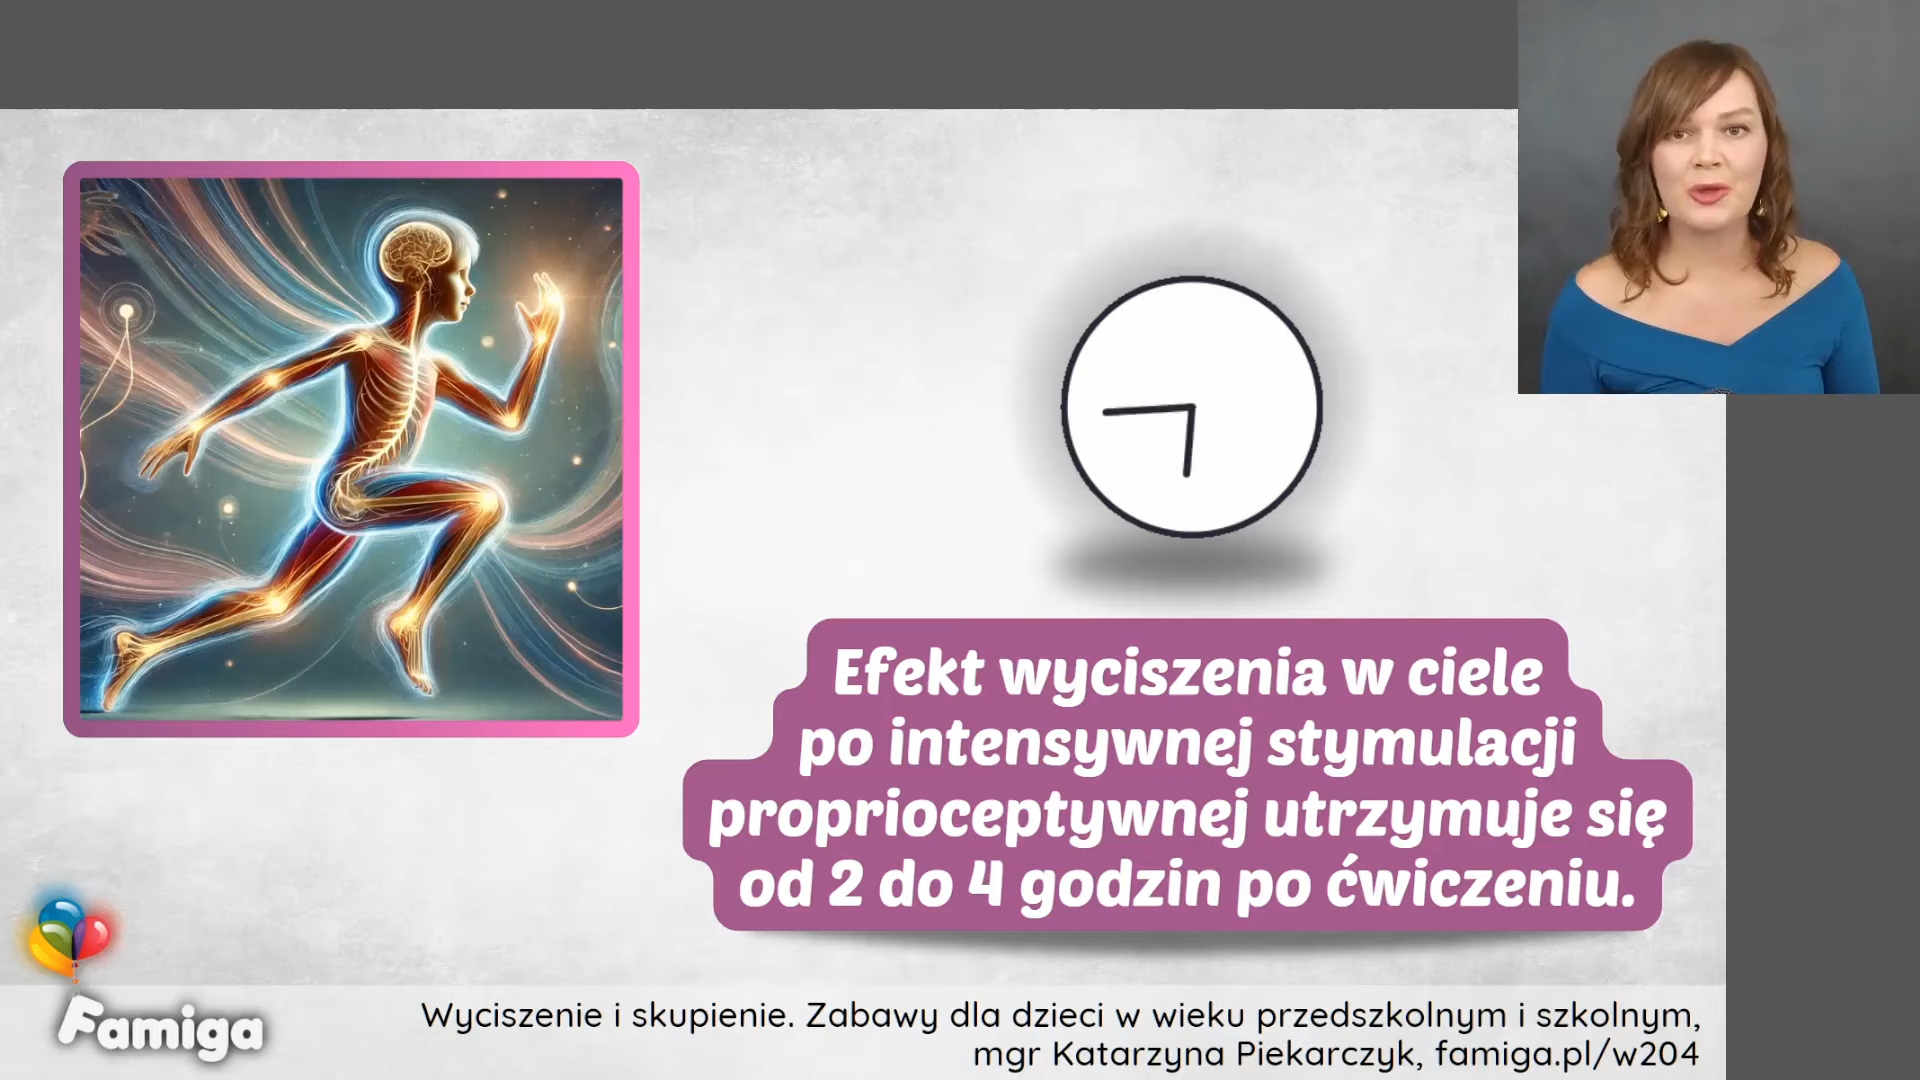 Efekt wyciszenia w ciele
po intensywnej stymulacji
proprioceptywnej utrzymuje się
od 2 do 4 godzin po ćwiczeniu.
Famiga
Wyciszenie i skupienie. Zabawy dla dzieci w wieku przedszkolnym i szkolnym,
mgr Katarzyna Piekarczyk, famiga.pl/w204